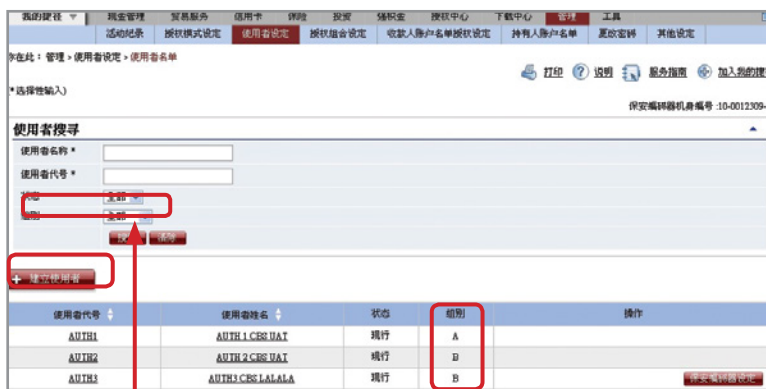 我的捷径 现金管理 贸易服务 信用卡 保险 投资 强积金 授权中心 下载中心 管理 工具
活动纪录 授权模式设定 使用者设定 授权组合设定 收款人账户名单授权设定 持有人账户名单 更改密码 其他设定
你在此：管理 > 使用者设定 > 使用者名单
打印 说明 服务指南 加入我的捷
*选择性输入)
保安编码器机身编号 :10-0012309-
使用者搜寻
使用者名称 *
使用者代号 *
状态 全部
组别 全部
搜 清除
+ 建立使用者
使用者代号 使用者姓名 状态 组别 操作
AUTH1 AUTH 1 CBS UAT 现行 A
AUTH2 AUTH 2 CBS UAT 现行 B
AUTH3 AUTH3 CBS LALALA 现行 B 保安编码器设定